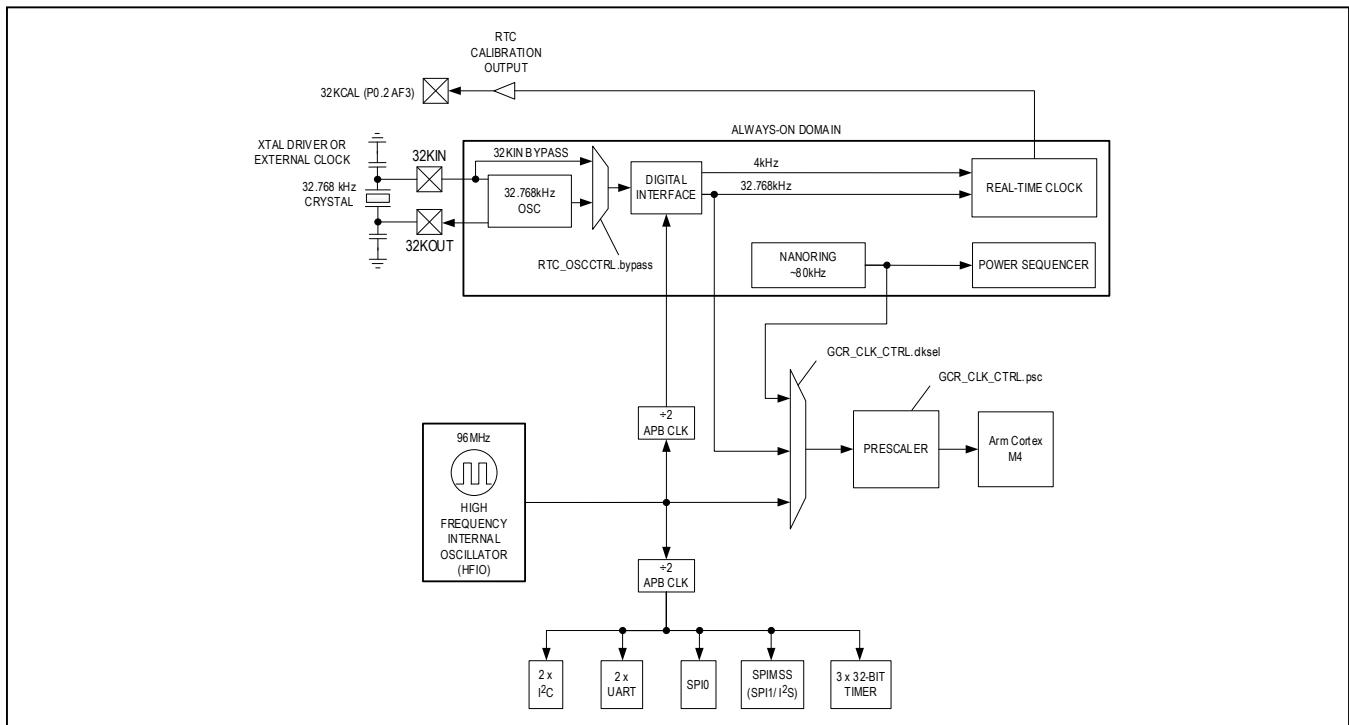 RTC
CALIBRATION
OUTPUT
32KCAL (P0.2 AF3)
ALWAYS-ON DOMAIN
XTAL DRIVER OR
EXTERNAL CLOCK
32KIN
32KIN BYPASS
32.768 kHz
CRYSTAL
32KOUT
32.768kHz
OSC
RTC_OSCCTRL.bypass
DIGITAL
INTERFACE
4kHz
32.768kHz
REAL-TIME CLOCK
NANORING
~80kHz
POWER SEQUENCER
GCR_CLK_CTRL.clksel
GCR_CLK_CTRL.psc
÷2
APB CLK
96MHz
HIGH
FREQUENCY
INTERNAL
OSCILLATOR
(HFIO)
PRESCALER
Arm Cortex
M4
÷2
APB CLK
2 x
I²C
2 x
UART
SPI0
SPIMSS
(SPI1/ I²S)
3 x 32-BIT
TIMER